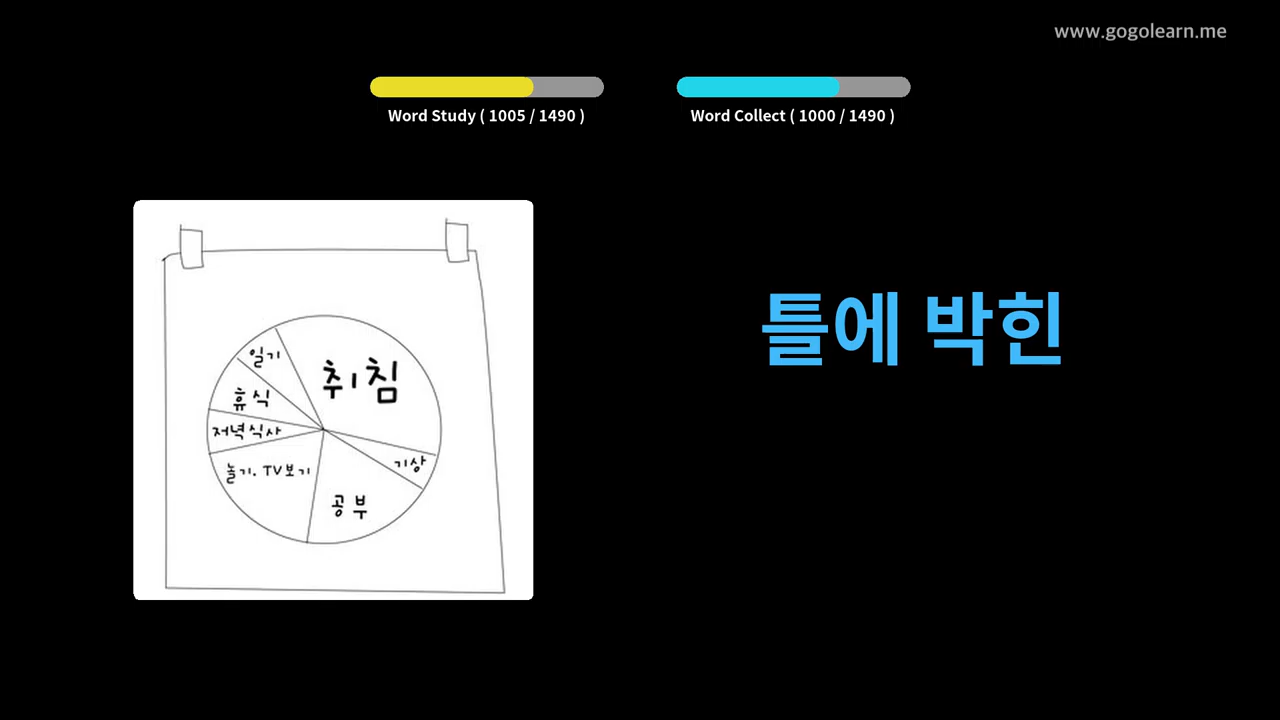 www.gogolearn.me
Word Study ( 1005 / 1490 )
Word Collect ( 1000 / 1490 )
틀에 박힌
일기
취침
휴식
저녁식사
기상
놀기. TV보기
공부